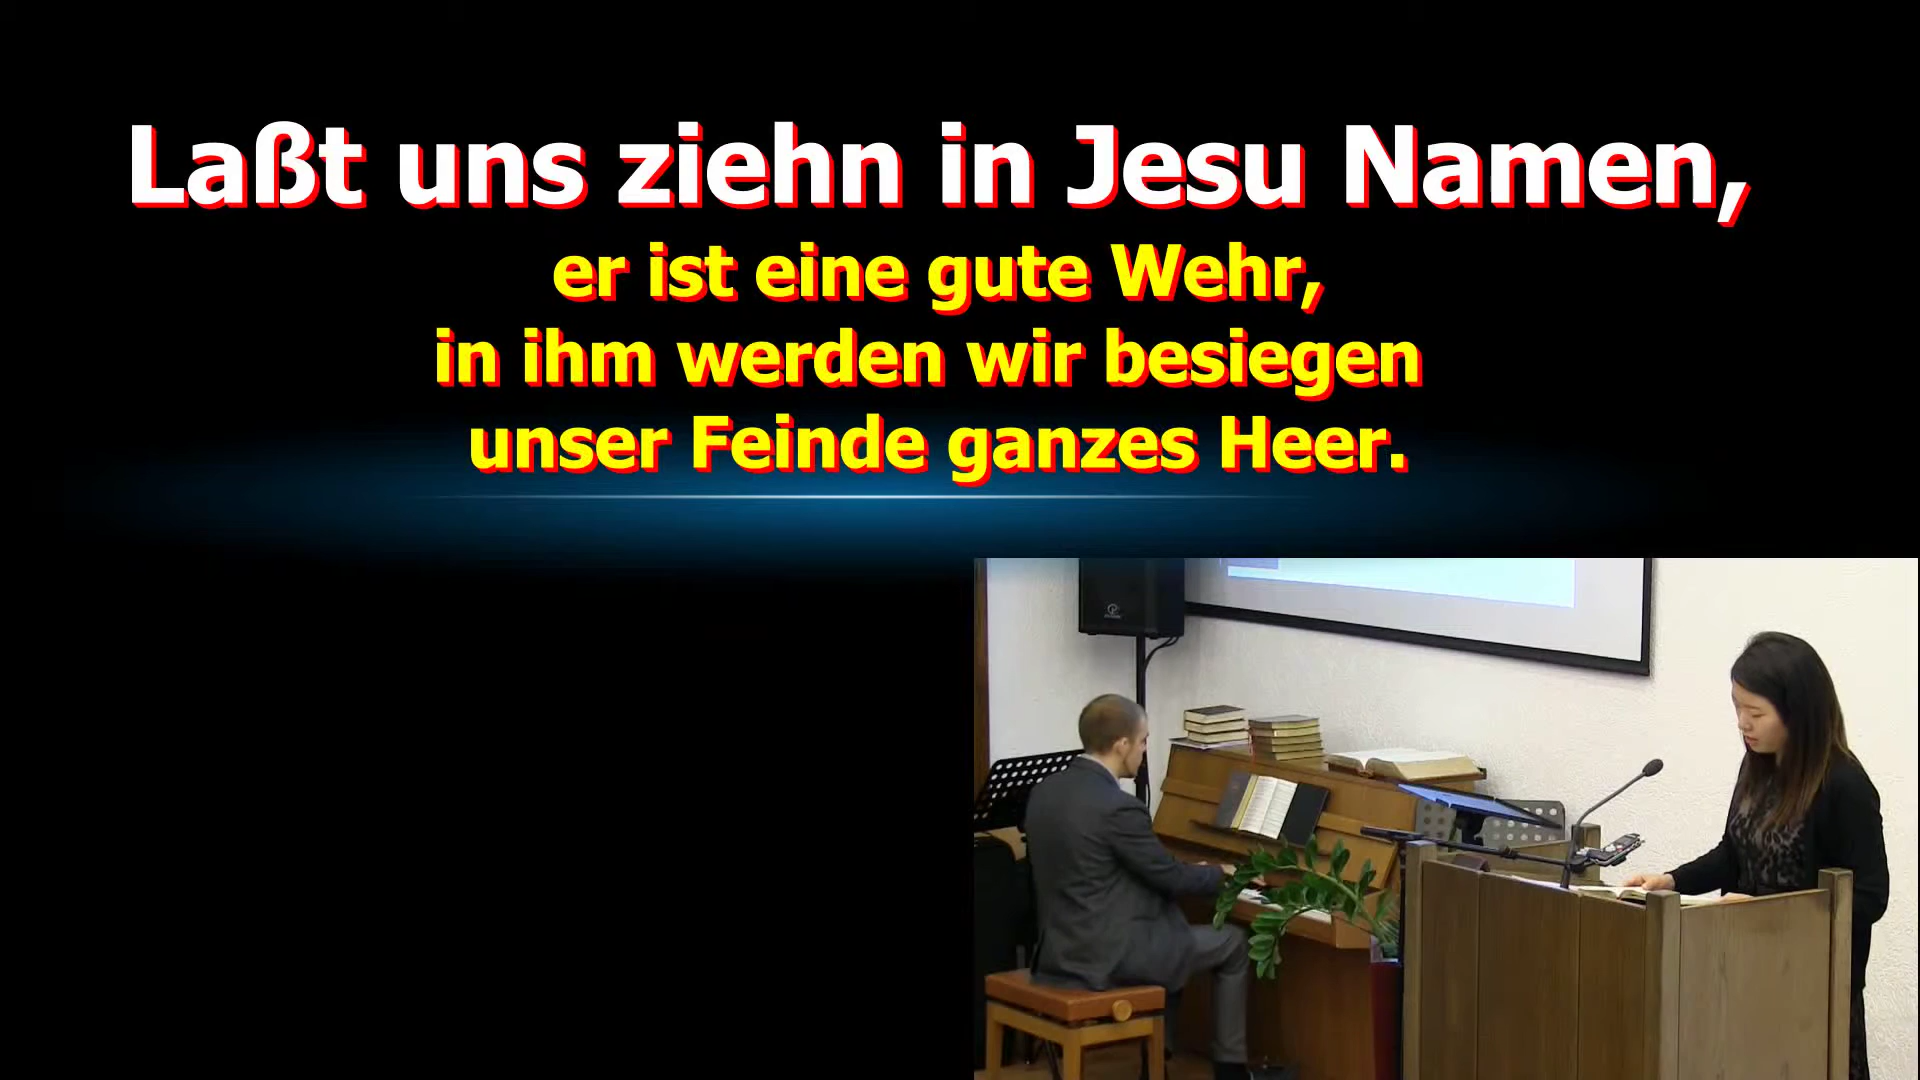 Laßt uns ziehn in Jesu Namen,
er ist eine gute Wehr,
in ihm werden wir besiegen
unser Feinde ganzes Heer.